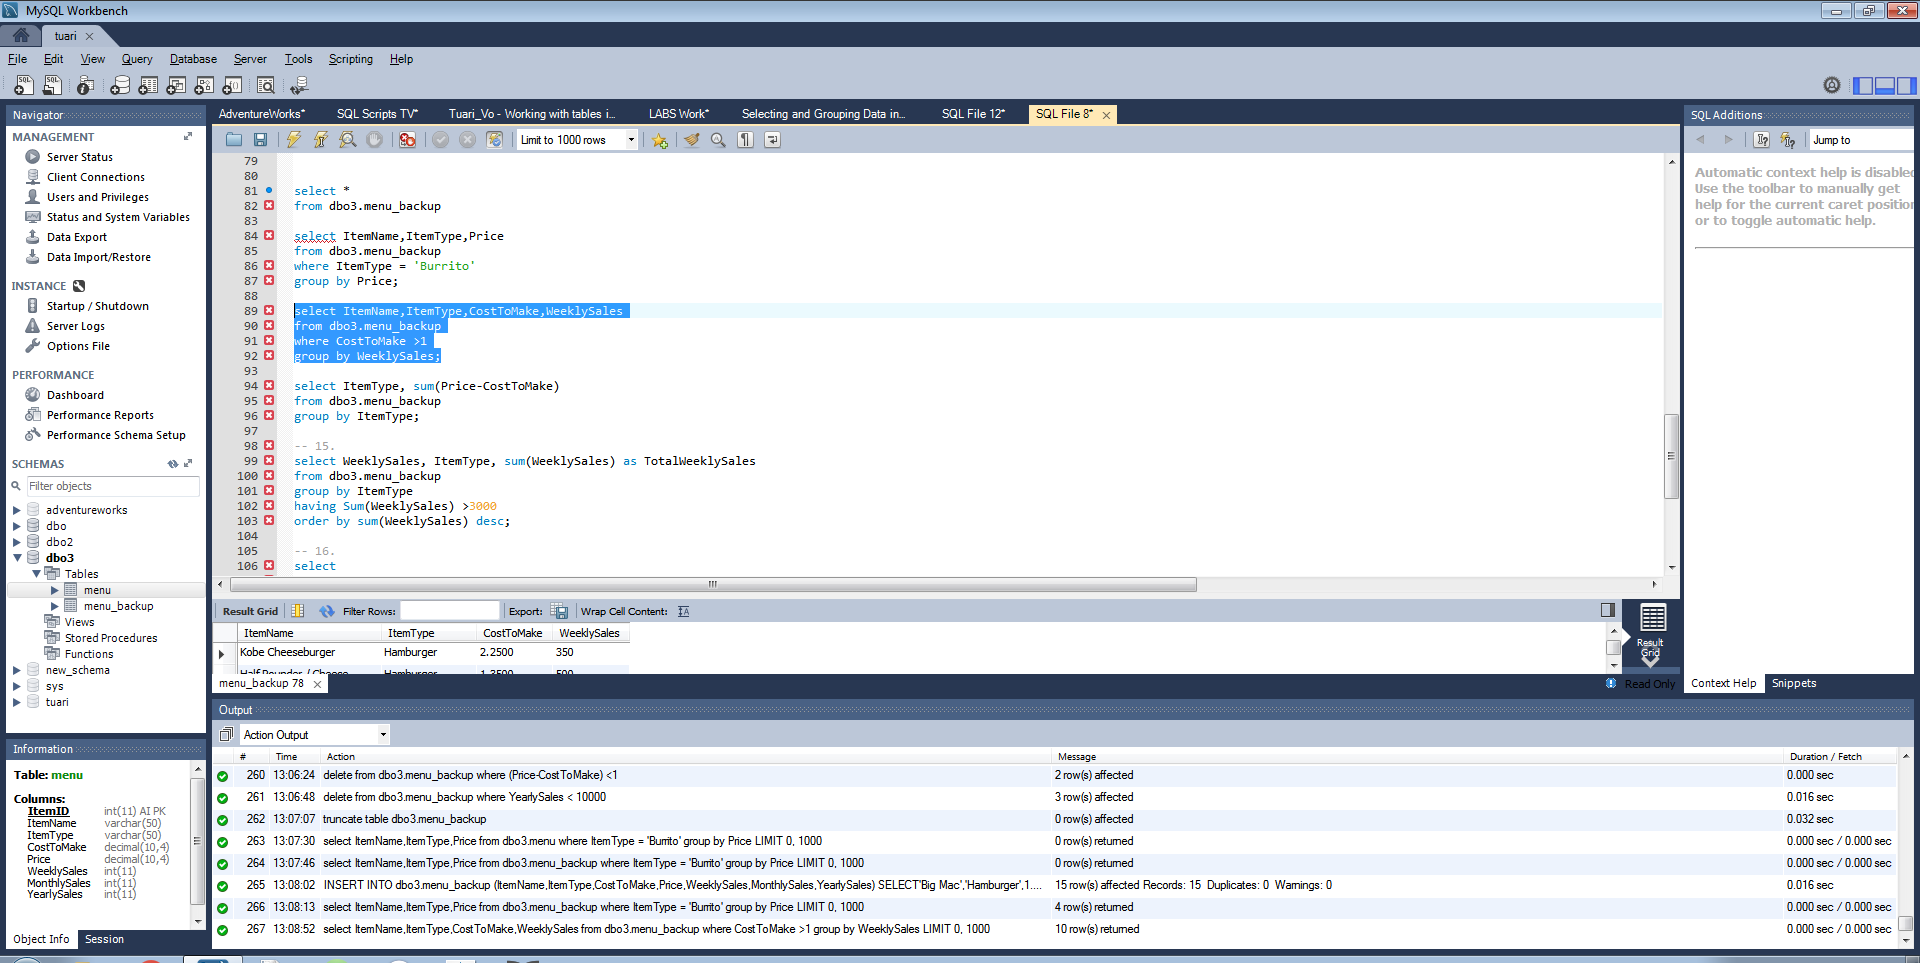 MySQL Workbench
tuari
File Edit View Query Database Server Tools Scripting Help
Navigator
MANAGEMENT
Server Status
Client Connections
Users and Privileges
Status and System Variables
Data Export
Data Import/Restore
INSTANCE
Startup / Shutdown
Server Logs
Options File
PERFORMANCE
Dashboard
Performance Reports
Performance Schema Setup
SCHEMAS
Filter objects
adventureworks
dbo
dbo2
dbo3
Tables
menu
menu_backup
Views
Stored Procedures
Functions
new_schema
sys
tuari
Information
Table: menu
Columns:
ItemID int(11) AI PK
ItemName varchar(50)
ItemType varchar(50)
CostToMake decimal(10,4)
Price decimal(10,4)
WeeklySales int(11)
MonthlySales int(11)
YearlySales int(11)
Object Info Session
AdventureWorks* SQL Scripts TV* Tuari_Vo - Working with tables i... LABS Work* Selecting and Grouping Data in... SQL File 12* SQL File 8*
Limit to 1000 rows
79
80
81 select *
82 from dbo3.menu_backup
83
84 select ItemName,ItemType,Price
85 from dbo3.menu_backup
86 where ItemType = 'Burrito'
87 group by Price;
88
89 select ItemName,ItemType,CostToMake,WeeklySales
90 from dbo3.menu_backup
91 where CostToMake >1
92 group by WeeklySales;
93
94 select ItemType, sum(Price-CostToMake)
95 from dbo3.menu_backup
96 group by ItemType;
97
98 -- 15.
99 select WeeklySales, ItemType, sum(WeeklySales) as TotalWeeklySales
100 from dbo3.menu_backup
101 group by ItemType
102 having Sum(WeeklySales) >3000
103 order by sum(WeeklySales) desc;
104
105 -- 16.
106 select
Result Grid Filter Rows: Export: Wrap Cell Content:
ItemName ItemType CostToMake WeeklySales
Kobe Cheeseburger Hamburger 2.2500 350
Half Pounder / Cheese Hamburger 1.3500 500
Result Grid
menu_backup 78
Read Only
SQL Additions
Jump to
Automatic context help is disabled
Use the toolbar to manually get
help for the current caret position
or to toggle automatic help.
Context Help Snippets
Output
Action Output
# Time Action Message Duration / Fetch
260 13:06:24 delete from dbo3.menu_backup where (Price-CostToMake) <1 2 row(s) affected 0.000 sec
261 13:06:48 delete from dbo3.menu_backup where YearlySales < 10000 3 row(s) affected 0.016 sec
262 13:07:07 truncate table dbo3.menu_backup 0 row(s) affected 0.032 sec
263 13:07:30 select ItemName,ItemType,Price from dbo3.menu where ItemType = 'Burrito' group by Price LIMIT 0, 1000 0 row(s) returned 0.000 sec / 0.000 sec
264 13:07:46 select ItemName,ItemType,Price from dbo3.menu_backup where ItemType = 'Burrito' group by Price LIMIT 0, 1000 0 row(s) returned 0.000 sec / 0.000 sec
265 13:08:02 INSERT INTO dbo3.menu_backup (ItemName,ItemType,CostToMake,Price,WeeklySales,MonthlySales,YearlySales) SELECT'Big Mac','Hamburger',1.... 15 row(s) affected Records: 15 Duplicates: 0 Warnings: 0 0.016 sec
266 13:08:13 select ItemName,ItemType,Price from dbo3.menu_backup where ItemType = 'Burrito' group by Price LIMIT 0, 1000 4 row(s) returned 0.000 sec / 0.000 sec
267 13:08:52 select ItemName,ItemType,CostToMake,WeeklySales from dbo3.menu_backup where CostToMake >1 group by WeeklySales LIMIT 0, 1000 10 row(s) returned 0.000 sec / 0.000 sec